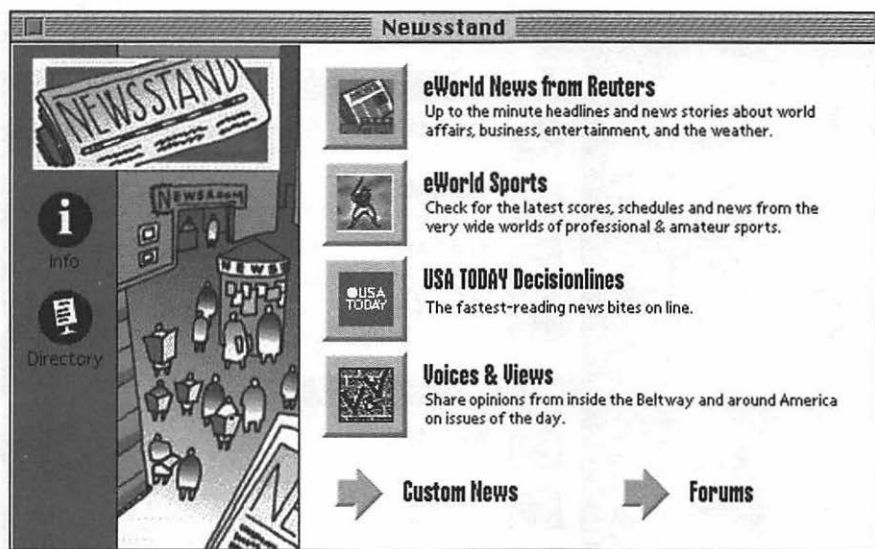 Newsstand
NEWSSTAND
NEWSROOM
NEWS
Info
Directory
eWorld News from Reuters
Up to the minute headlines and news stories about world
affairs, business, entertainment, and the weather.
eWorld Sports
Check for the latest scores, schedules and news from the
very wide worlds of professional & amateur sports.
USA
TODAY
USA TODAY Decisionlines
The fastest-reading news bites on line.
Voices & Views
Share opinions from inside the Beltway and around America
on issues of the day.
Custom News
Forums